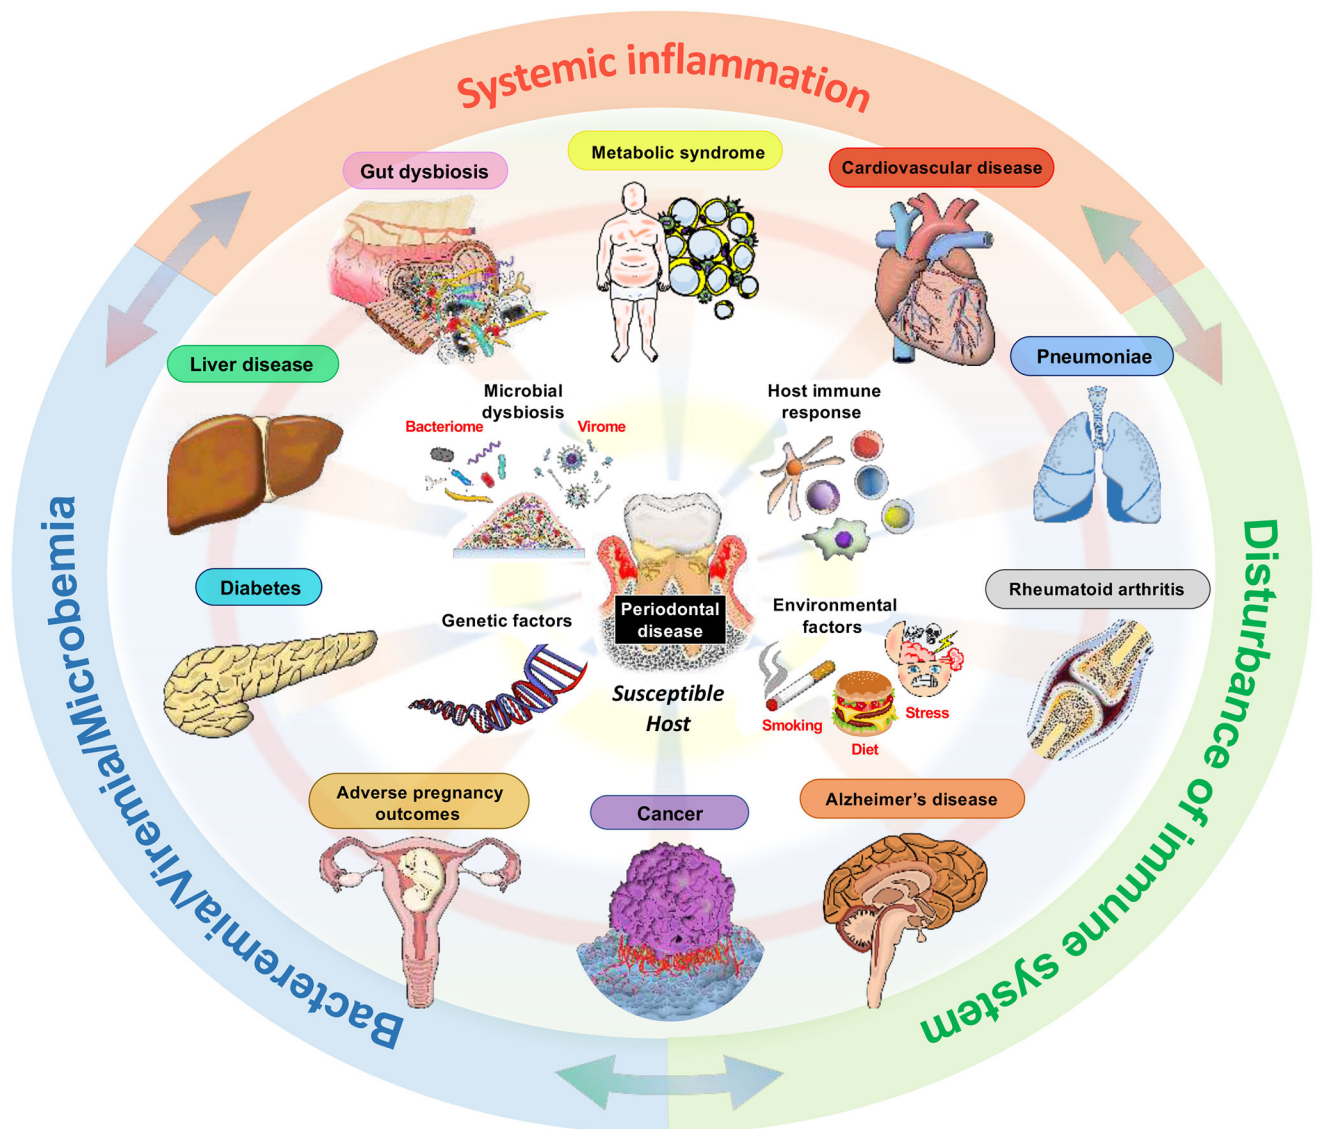 Systemic inflammation
Metabolic syndrome
Gut dysbiosis
Cardiovascular disease
Liver disease
Pneumoniae
Microbial
dysbiosis
Bacteriome
Virome
Host immune
response
Diabetes
Rheumatoid arthritis
Genetic factors
Periodontal
disease
Susceptible
Host
Environmental
factors
Smoking
Diet
Stress
Adverse pregnancy
outcomes
Cancer
Alzheimer’s disease
Bacteremia/Viremia/Microbemia
Disturbance of immune system